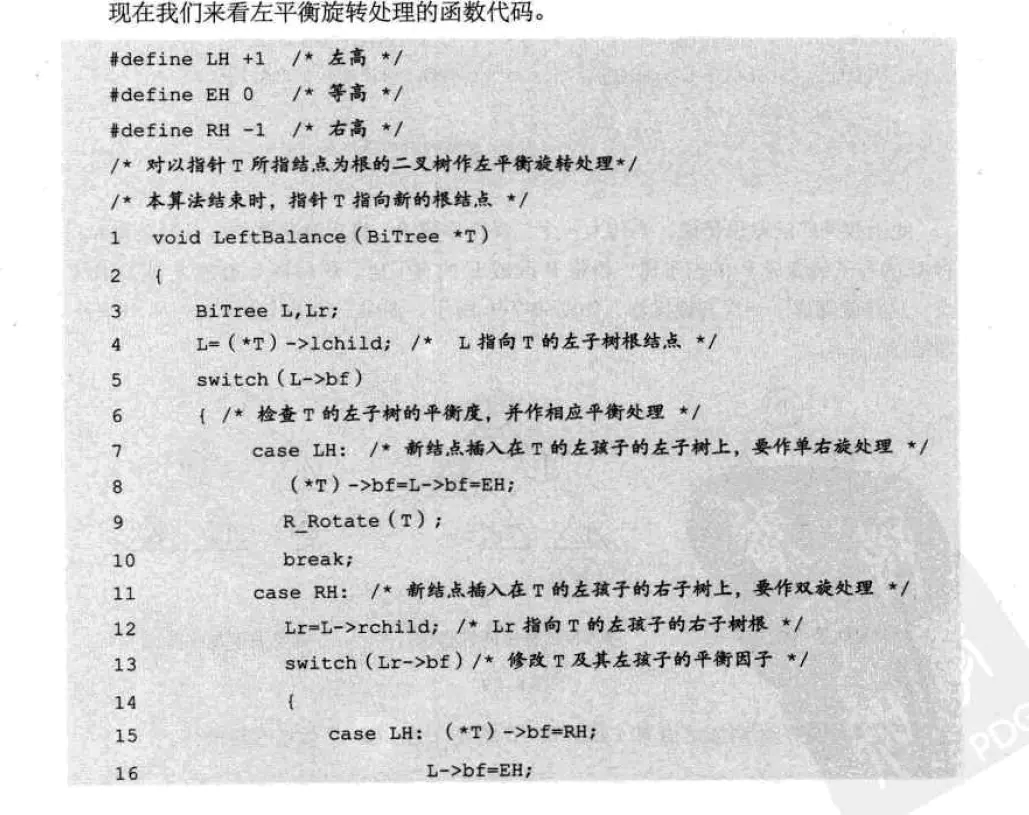 现在我们来看左平衡旋转处理的函数代码。
#define LH +1 /* 左高 */
#define EH 0 /* 等高 */
#define RH -1 /* 右高 */
/* 对以指针 T 所指结点为根的二叉树作左平衡旋转处理*/
/* 本算法结束时，指针 T 指向新的根结点 */
1 void LeftBalance(BiTree *T)
2 {
3 BiTree L,Lr;
4 L=(*T)->lchild; /* L 指向 T 的左子树根结点 */
5 switch(L->bf)
6 { /* 检查 T 的左子树的平衡度，并作相应平衡处理 */
7 case LH: /* 新结点插入在 T 的左孩子的左子树上，要作单右旋处理 */
8 (*T)->bf=L->bf=EH;
9 R_Rotate(T);
10 break;
11 case RH: /* 新结点插入在 T 的左孩子的右子树上，要作双旋处理 */
12 Lr=L->rchild; /* Lr 指向 T 的左孩子的右子树根 */
13 switch(Lr->bf)/* 修改 T 及其左孩子的平衡因子 */
14 {
15 case LH: (*T)->bf=RH;
16 L->bf=EH;